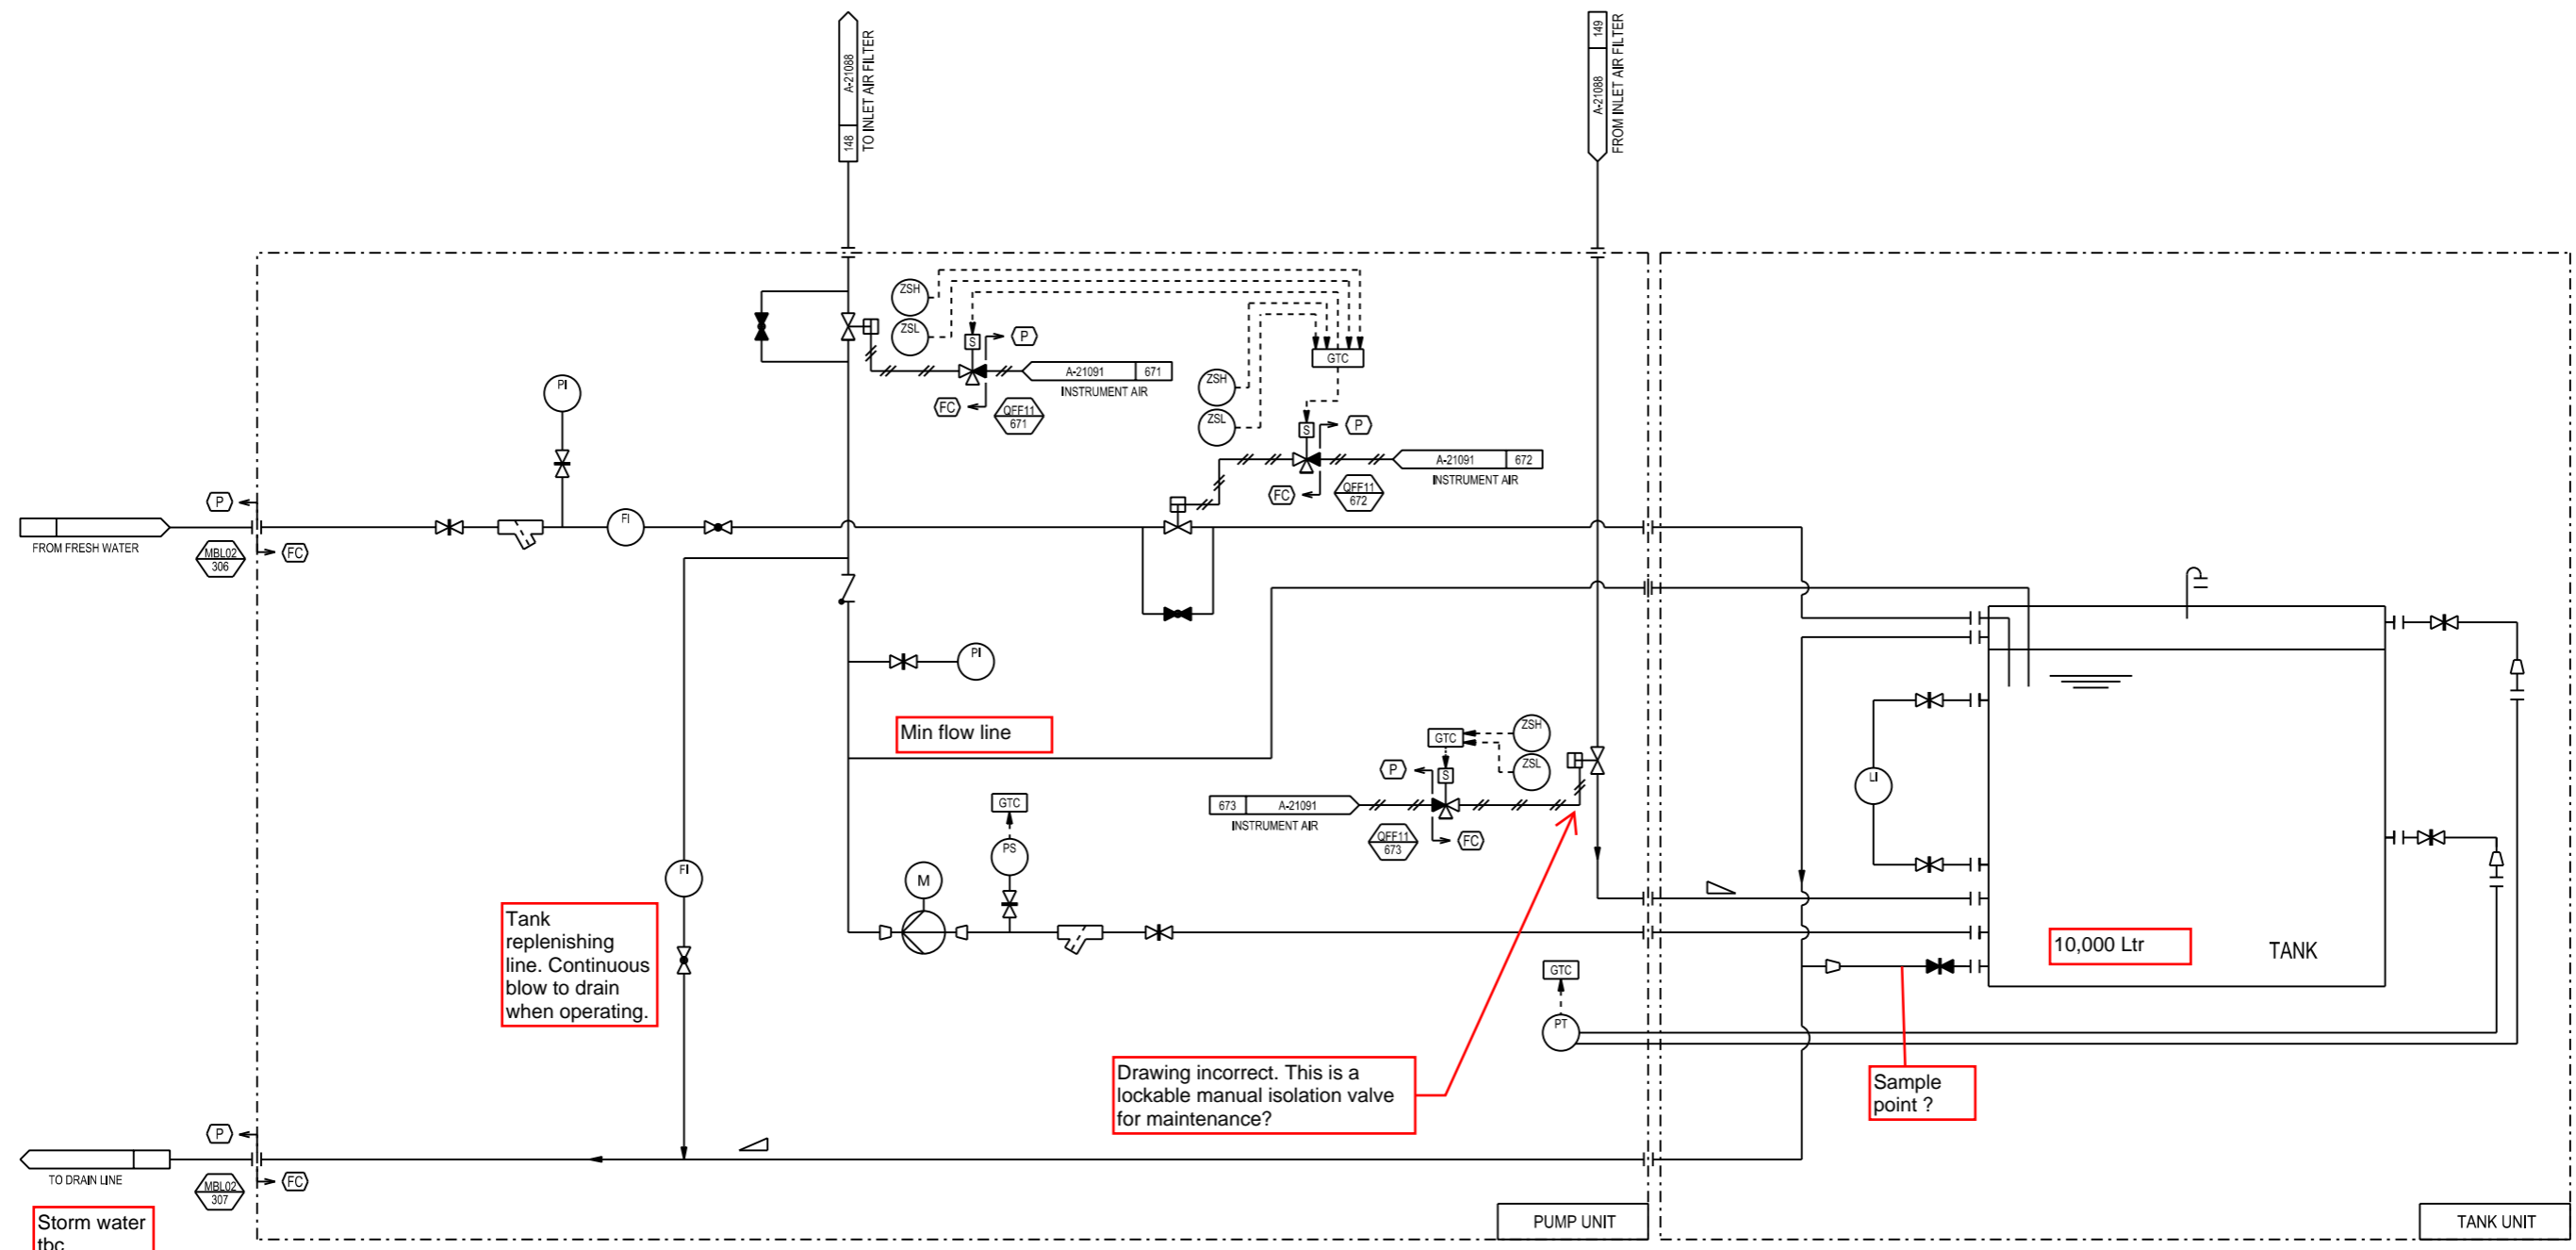 A-21088
148
TO INLET AIR FILTER
149
A-21088
FROM INLET AIR FILTER
ZSH
ZSL
S
P
GTC
A-21091 671
INSTRUMENT AIR
FC
QFF11
671
ZSH
ZSL
S
P
A-21091 672
INSTRUMENT AIR
FC
QFF11
672
PI
P
FROM FRESH WATER
MBL02
306
FC
FI
PI
Min flow line
GTC
ZSH
ZSL
P
S
673 A-21091
INSTRUMENT AIR
QFF11
673
FC
LI
GTC
PS
M
FI
Tank
replenishing
line. Continuous
blow to drain
when operating.
10,000 Ltr
TANK
GTC
PT
Drawing incorrect. This is a
lockable manual isolation valve
for maintenance?
Sample
point ?
P
TO DRAIN LINE
MBL02
307
FC
Storm water
tbc
PUMP UNIT
TANK UNIT